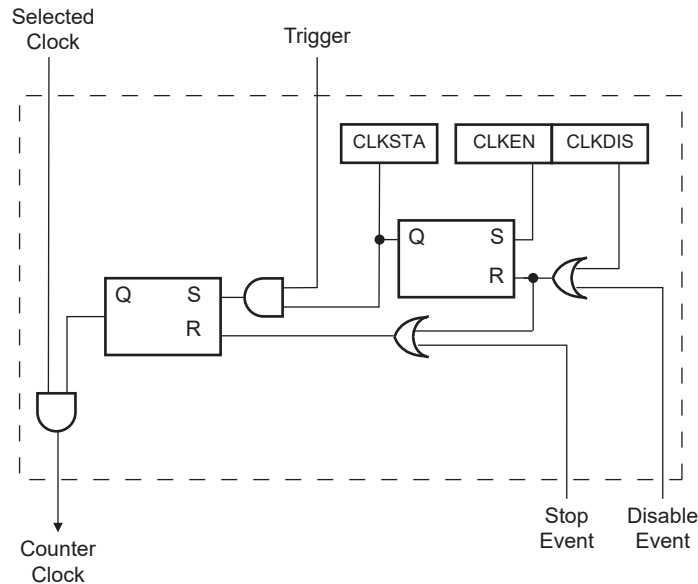 Selected
Clock
Trigger
CLKSTA
CLKEN
CLKDIS
Q
S
R
Q
S
R
Stop
Event
Disable
Event
Counter
Clock